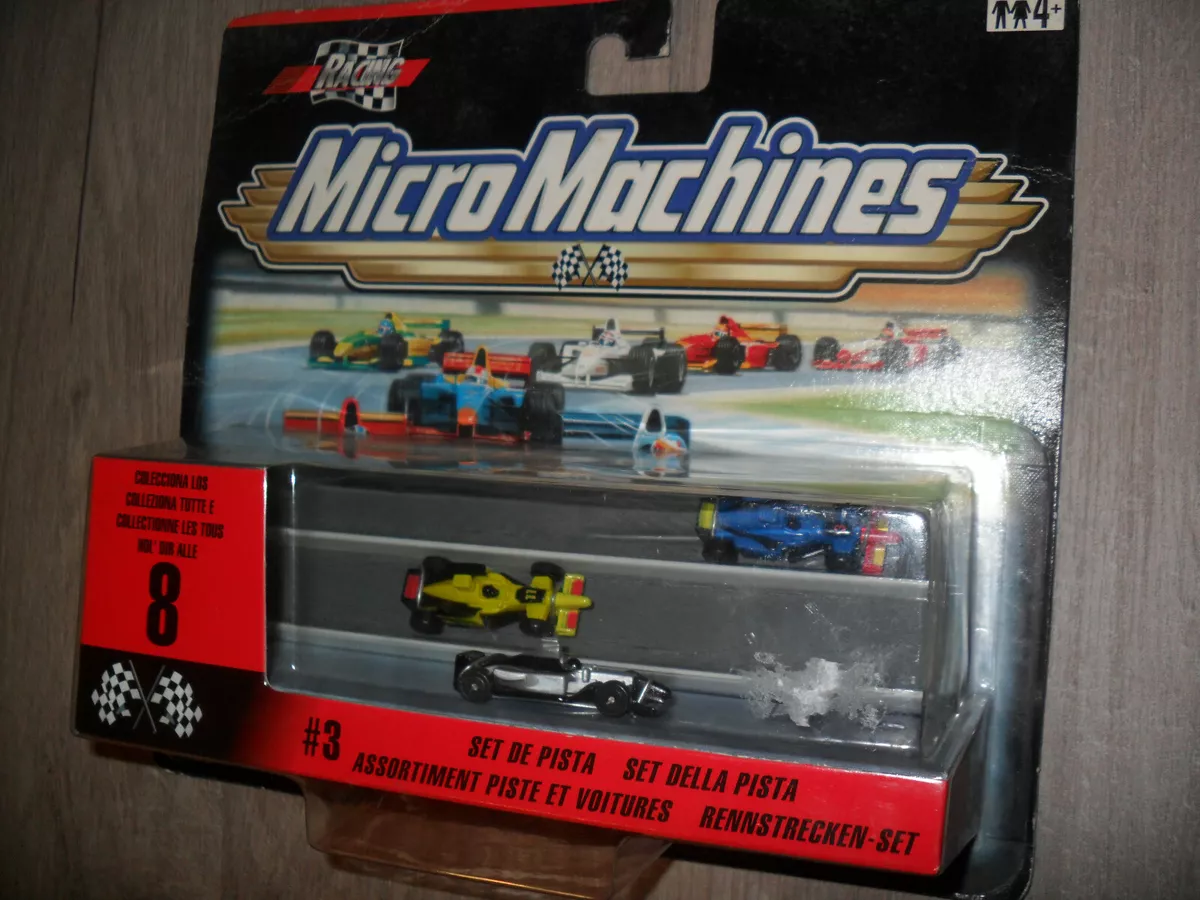 4+
RACING
MicroMachines
COLECCIONA LOS
COLLEZIONA TUTTE E
COLLECTIONNE LES TOUS
HOL' DIR ALLE
8
#3
SET DE PISTA SET DELLA PISTA
ASSORTIMENT PISTE ET VOITURES RENNSTRECKEN-SET